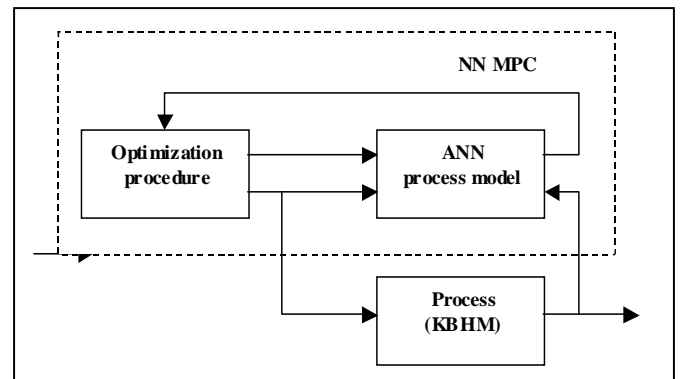 NN MPC
Optimization
procedure
ANN
process model
Process
(KBHM)